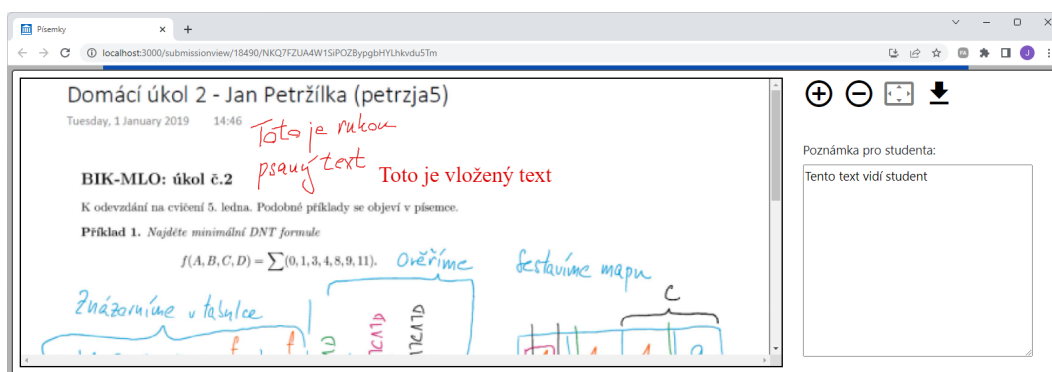 Písemky
localhost:3000/submissionview/18490/NKQ7FZUA4W1SiPOZBypgbHYLhkvdu5Tm
Domácí úkol 2 - Jan Petržílka (petrzja5)
Tuesday, 1 January 2019 14:46
Toto je rukou
psaný text
Toto je vložený text
BIK-MLO: úkol č.2
K odevzdání na cvičení 5. ledna. Podobné příklady se objeví v písemce.
Příklad 1. Najděte minimální DNT formule
f(A, B, C, D) = ∑(0, 1, 3, 4, 8, 9, 11).
Ověříme
Sestavíme mapu
Znázorníme v tabulce
C
f
Poznámka pro studenta:
Tento text vidí student